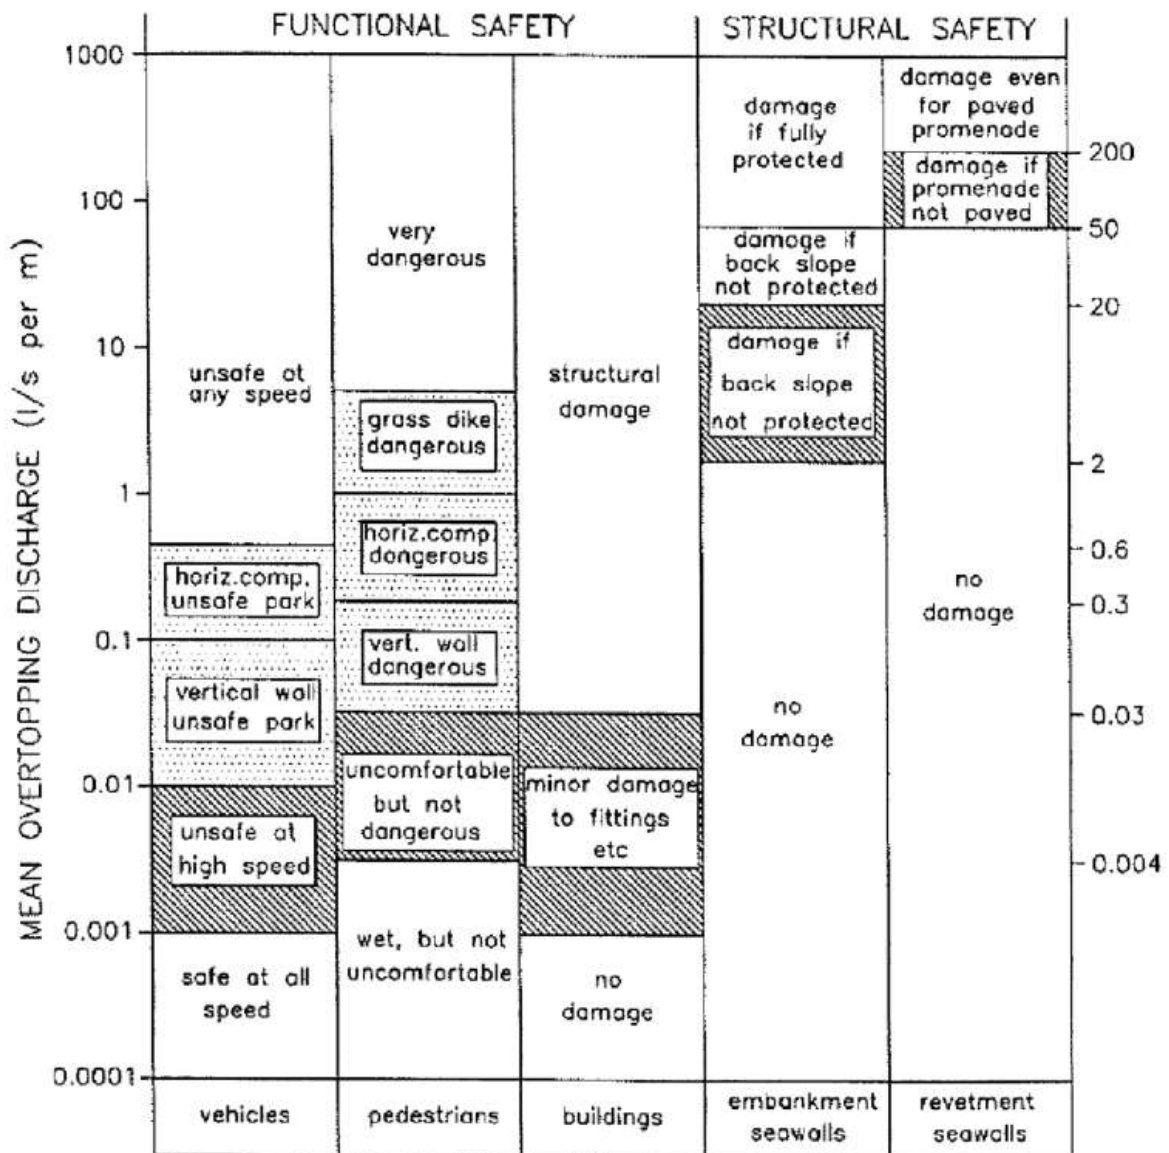 FUNCTIONAL SAFETY
STRUCTURAL SAFETY
MEAN OVERTOPPING DISCHARGE (l/s per m)
1000
100
10
1
0.1
0.01
0.001
0.0001
unsafe at
any speed
horiz.comp.
unsafe park
vertical wall
unsafe park
unsafe at
high speed
safe at all
speed
vehicles
very
dangerous
grass dike
dangerous
horiz.comp.
dangerous
vert. wall
dangerous
uncomfortable
but not
dangerous
wet, but not
uncomfortable
pedestrians
structural
damage
minor damage
to fittings
etc
no
damage
buildings
damage
if fully
protected
damage if
back slope
not protected
damage if
back slope
not protected
no
damage
embankment
seawalls
damage even
for paved
promenade
damage if
promenade
not paved
no
damage
revetment
seawalls
200
50
20
2
0.6
0.3
0.03
0.004